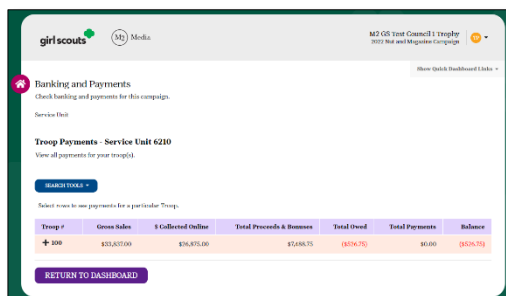 girl scouts
M2 Media
M2 GS Test Council 1 Trophy
2022 Nut and Magazine Campaign
Show Quick Dashboard Links
Banking and Payments
Check banking and payments for this campaign.
Service Unit
Troop Payments - Service Unit 6210
View all payments for your troop(s).
SEARCH TOOLS
Select rows to see payments for a particular Troop.
Troop # Gross Sales $ Collected Online Total Proceeds & Bonuses Total Owed Total Payments Balance
+ 100 $33,837.00 $26,875.00 $7,488.75 ($526.75) $0.00 ($526.75)
RETURN TO DASHBOARD